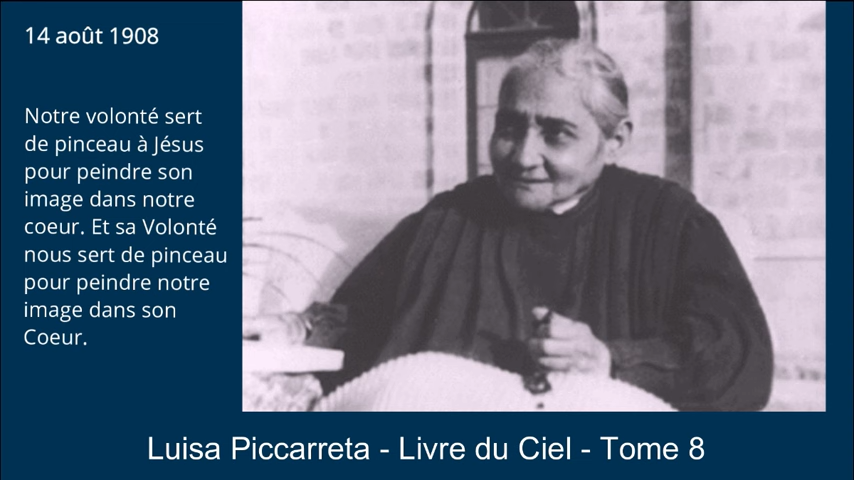 14 août 1908
Notre volonté sert
de pinceau à Jésus
pour peindre son
image dans notre
coeur. Et sa Volonté
nous sert de pinceau
pour peindre notre
image dans son
Coeur.
Luisa Piccarreta - Livre du Ciel - Tome 8